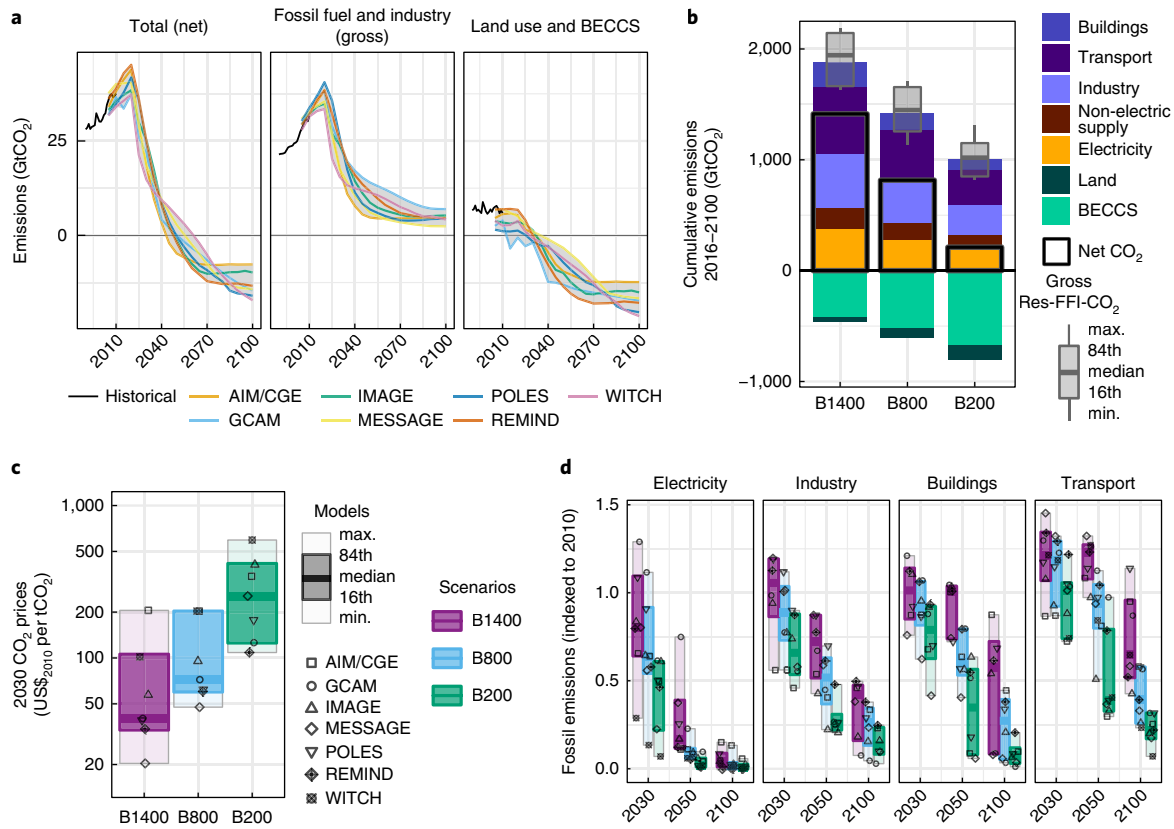 a
Total (net)
Fossil fuel and industry
(gross)
Land use and BECCS
Emissions (GtCO2)
25
0
2010
2040
2070
2100
2010
2040
2070
2100
2010
2040
2070
2100
Historical
AIM/CGE
IMAGE
POLES
WITCH
GCAM
MESSAGE
REMIND
b
Cumulative emissions
2016–2100 (GtCO2)
2,000
1,000
0
−1,000
B1400
B800
B200
Buildings
Transport
Industry
Non-electric
supply
Electricity
Land
BECCS
Net CO2
Gross
Res-FFI-CO2
max.
84th
median
16th
min.
c
2030 CO2 prices
(US$2010 per tCO2)
1,000
500
200
100
50
20
B1400
B800
B200
Models
max.
84th
median
16th
min.
AIM/CGE
GCAM
IMAGE
MESSAGE
POLES
REMIND
WITCH
Scenarios
B1400
B800
B200
d
Electricity
Industry
Buildings
Transport
Fossil emissions (indexed to 2010)
1.5
1.0
0.5
0.0
2030
2050
2100
2030
2050
2100
2030
2050
2100
2030
2050
2100